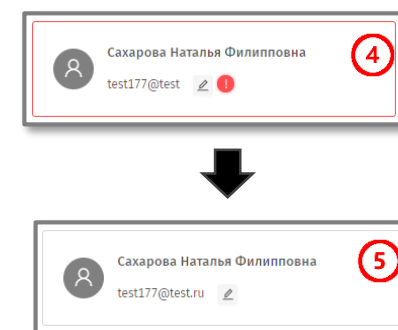 Сахарова Наталья Филипповна
4
test177@test
!
Сахарова Наталья Филипповна
5
test177@test.ru